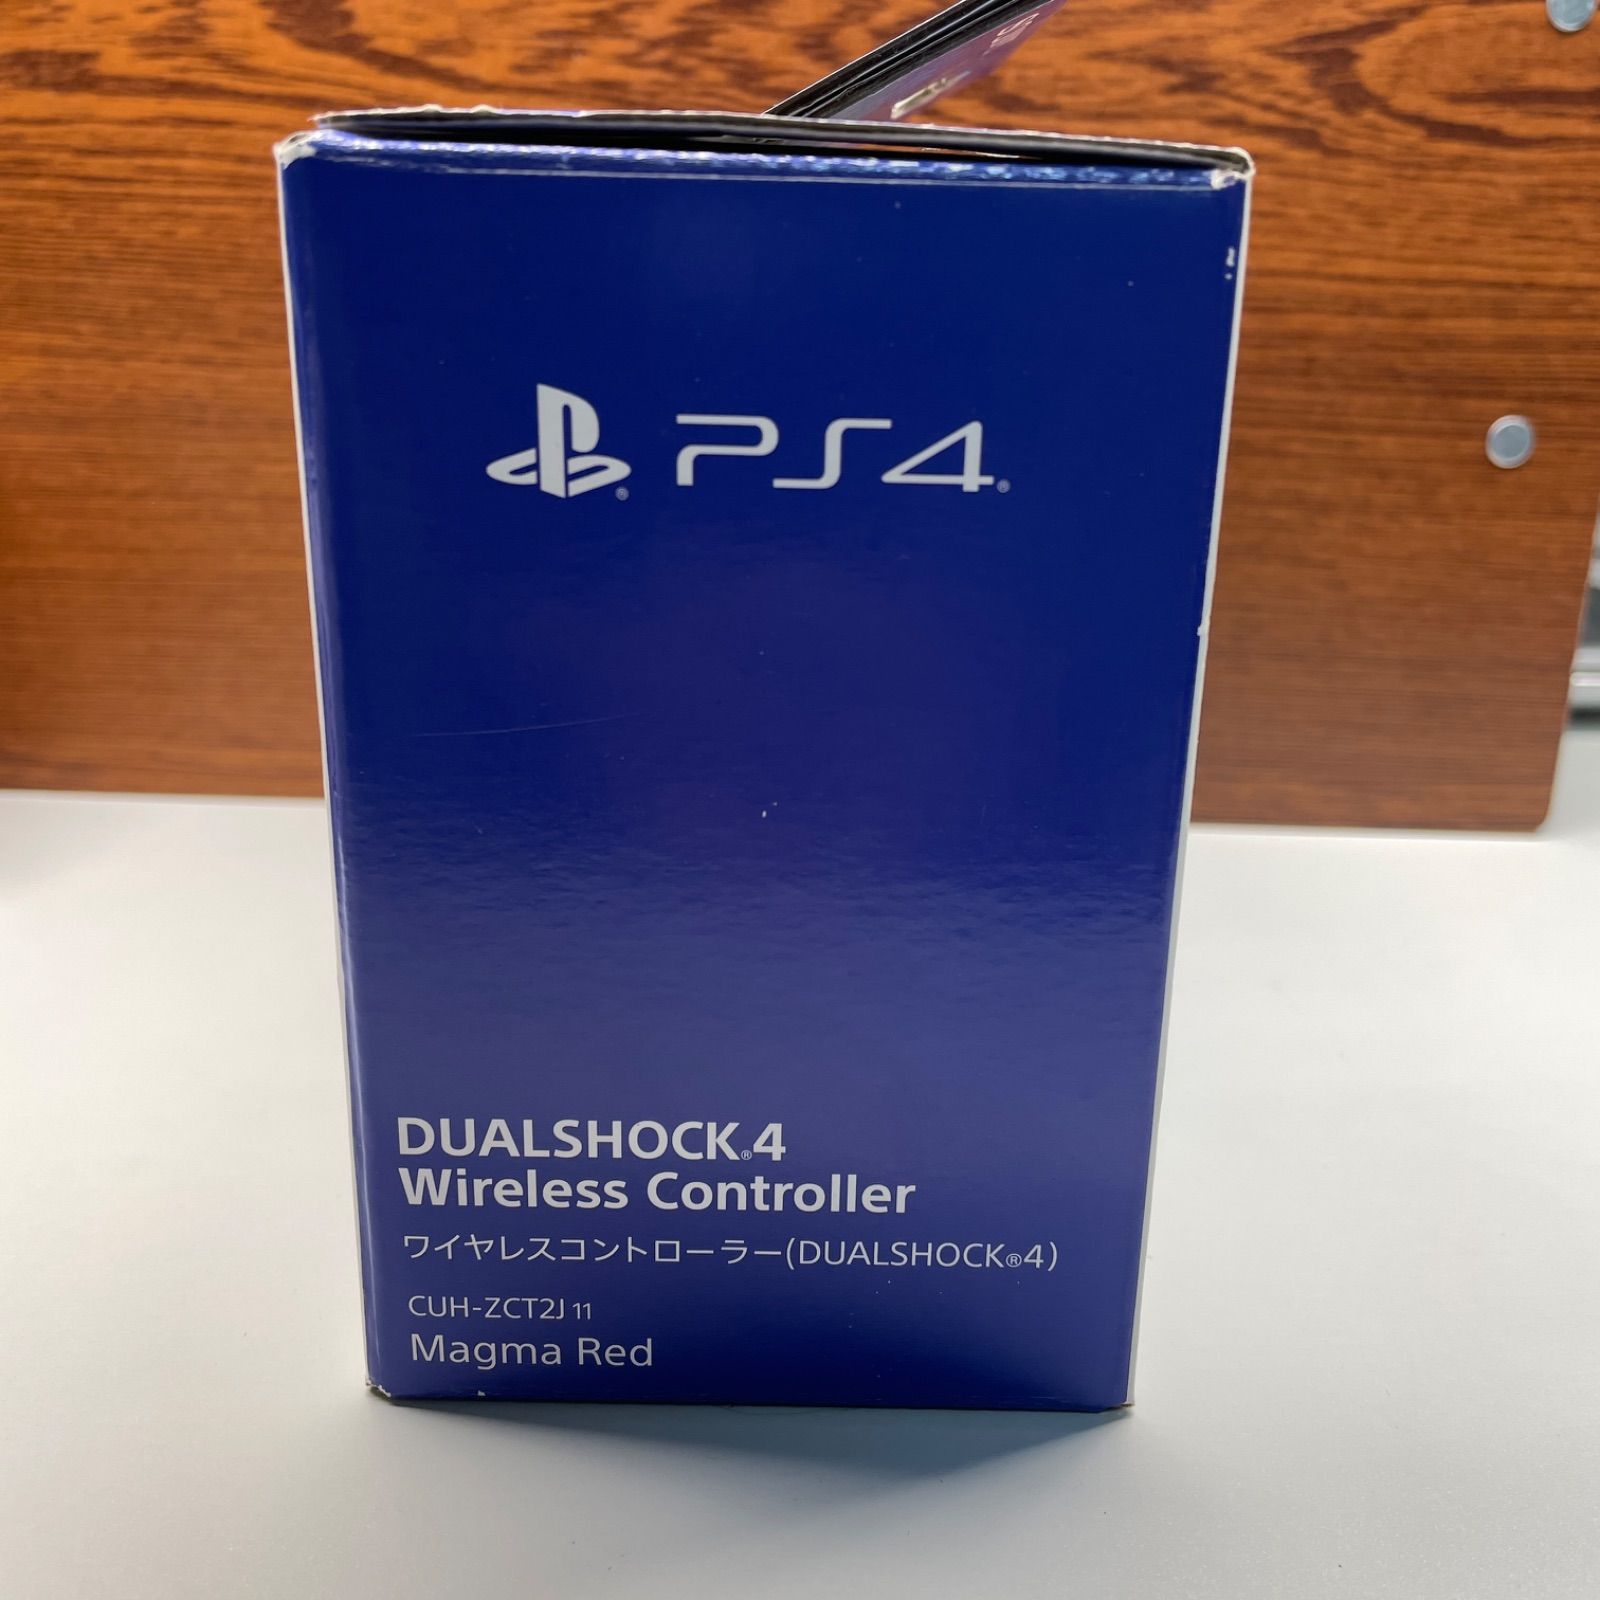 PS4®
DUALSHOCK®4
Wireless Controller
ワイヤレスコントローラー(DUALSHOCK®4)
CUH-ZCT2J 11
Magma Red